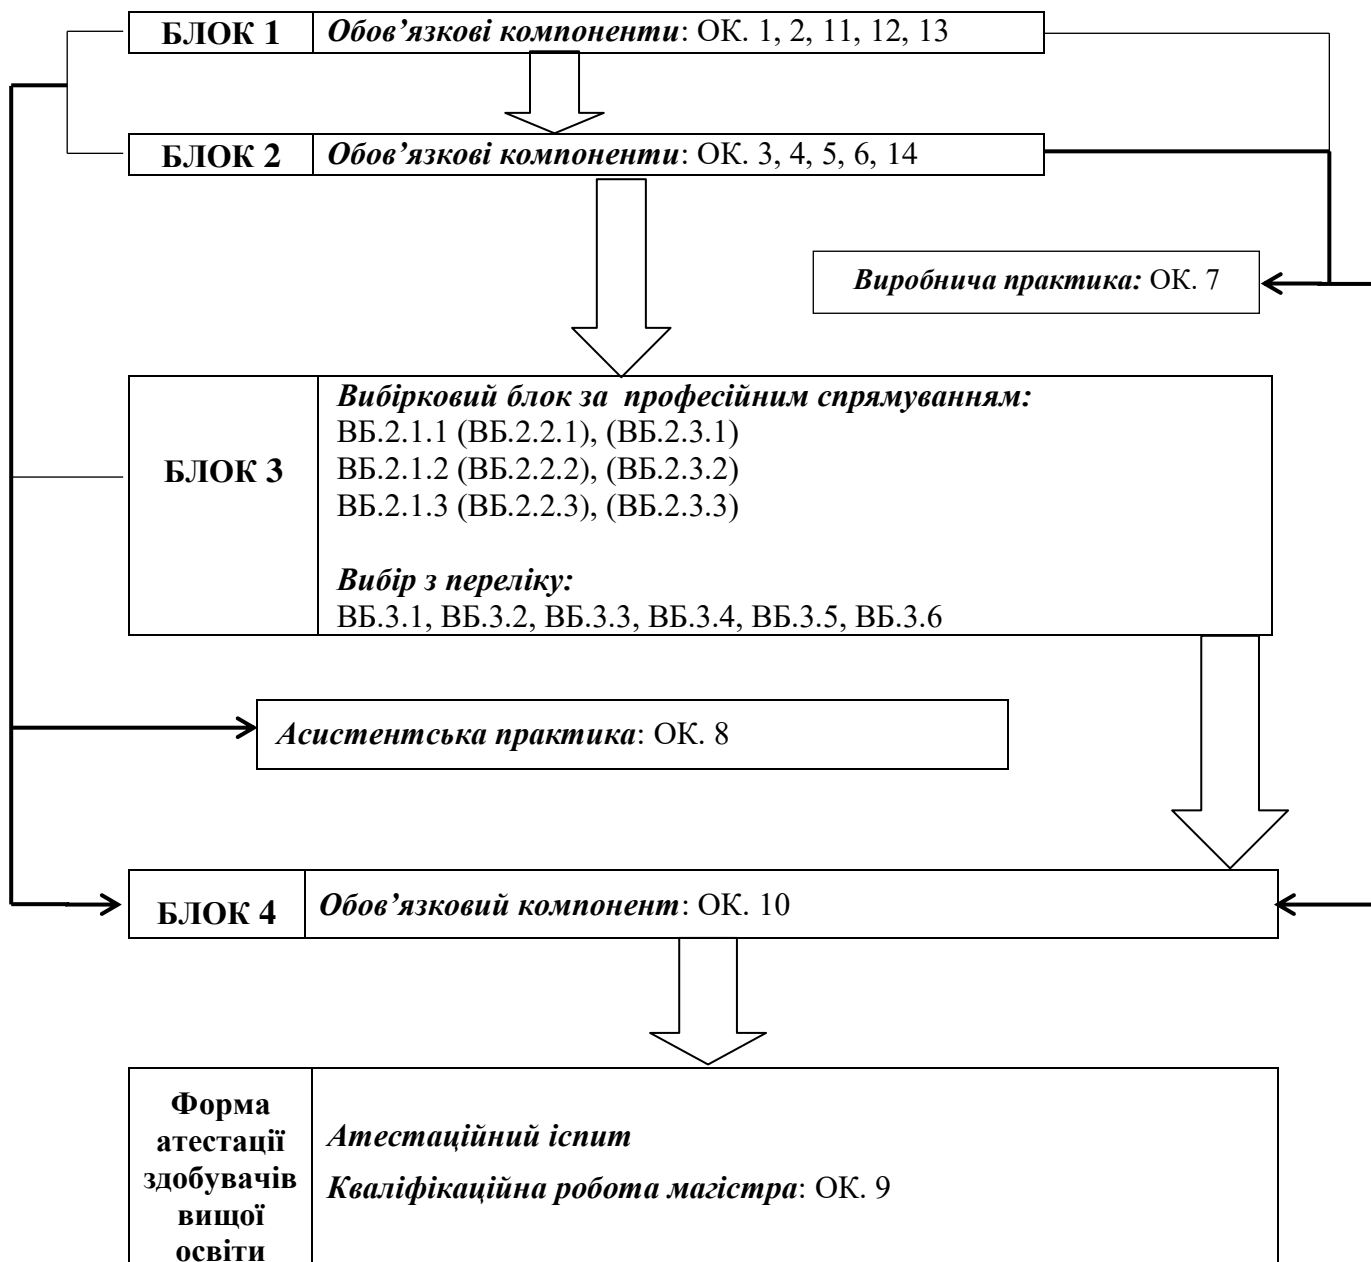 БЛОК 1 Обов’язкові компоненти: ОК. 1, 2, 11, 12, 13
БЛОК 2 Обов’язкові компоненти: ОК. 3, 4, 5, 6, 14
Виробнича практика: ОК. 7
БЛОК 3
Вибірковий блок за професійним спрямуванням:
ВБ.2.1.1 (ВБ.2.2.1), (ВБ.2.3.1)
ВБ.2.1.2 (ВБ.2.2.2), (ВБ.2.3.2)
ВБ.2.1.3 (ВБ.2.2.3), (ВБ.2.3.3)
Вибір з переліку:
ВБ.3.1, ВБ.3.2, ВБ.3.3, ВБ.3.4, ВБ.3.5, ВБ.3.6
Асистентська практика: ОК. 8
БЛОК 4 Обов’язковий компонент: ОК. 10
Форма
атестації
здобувачів
вищої
освіти
Атестаційний іспит
Кваліфікаційна робота магістра: ОК. 9